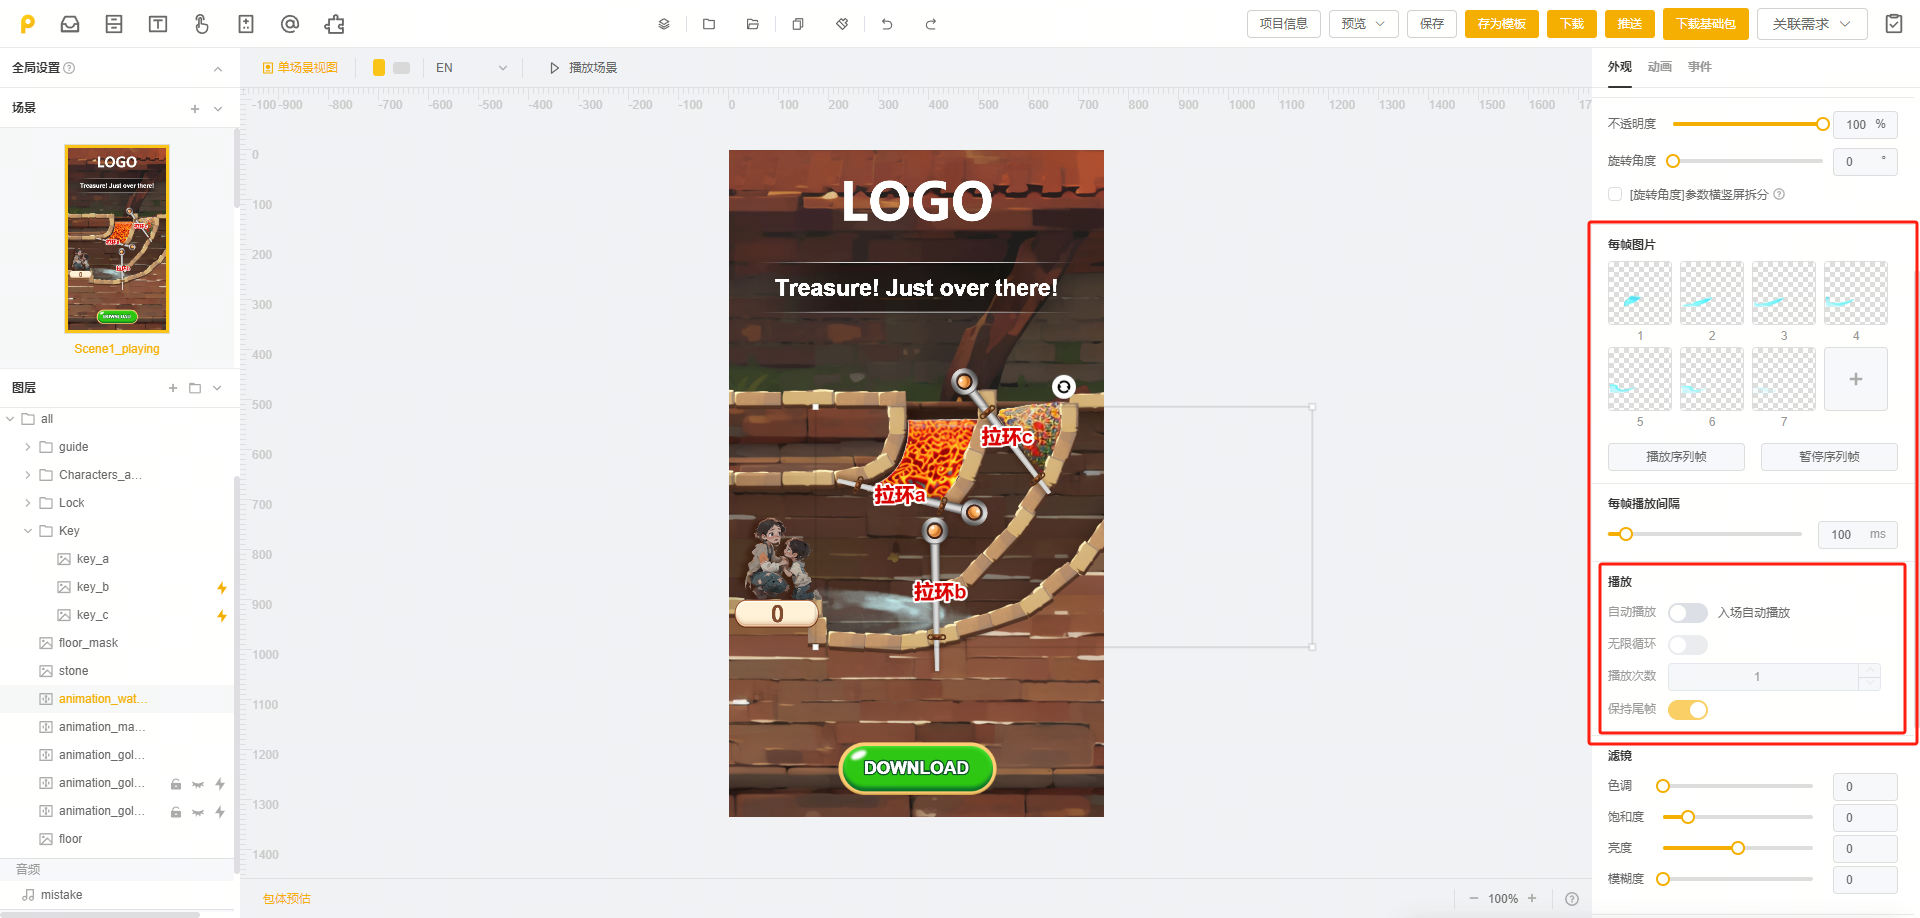 项目信息
预览
保存
存为模板
下载
推送
下载基础包
关联需求
全局设置
单场景视图
EN
播放场景
外观 动画 事件
场景
-100 -900 -800 -700 -600 -500 -400 -300 -200 -100 0 100 200 300 400 500 600 700 800 900 1000 1100 1200 1300 1400 1500 1600 17
0
100
200
300
400
500
600
700
800
900
1000
1100
1200
1300
1400
LOGO
Treasure! Just over there!
拉环c
拉环a
拉环b
0
DOWNLOAD
LOGO
Treasure! Just over there!
0
DOWNLOAD
Scene1_playing
图层
all
guide
Characters_a...
Lock
Key
key_a
key_b
key_c
floor_mask
stone
animation_wat...
animation_ma...
animation_gol...
animation_gol...
animation_gol...
floor
音频
mistake
包体预估
100%
不透明度 100 %
旋转角度 0 °
[旋转角度]参数横竖屏拆分
每帧图片
1 2 3 4
5 6 7
播放序列帧 暂停序列帧
每帧播放间隔
100 ms
播放
自动播放 入场自动播放
无限循环
播放次数 1
保持尾帧
滤镜
色调 0
饱和度 0
亮度 0
模糊度 0